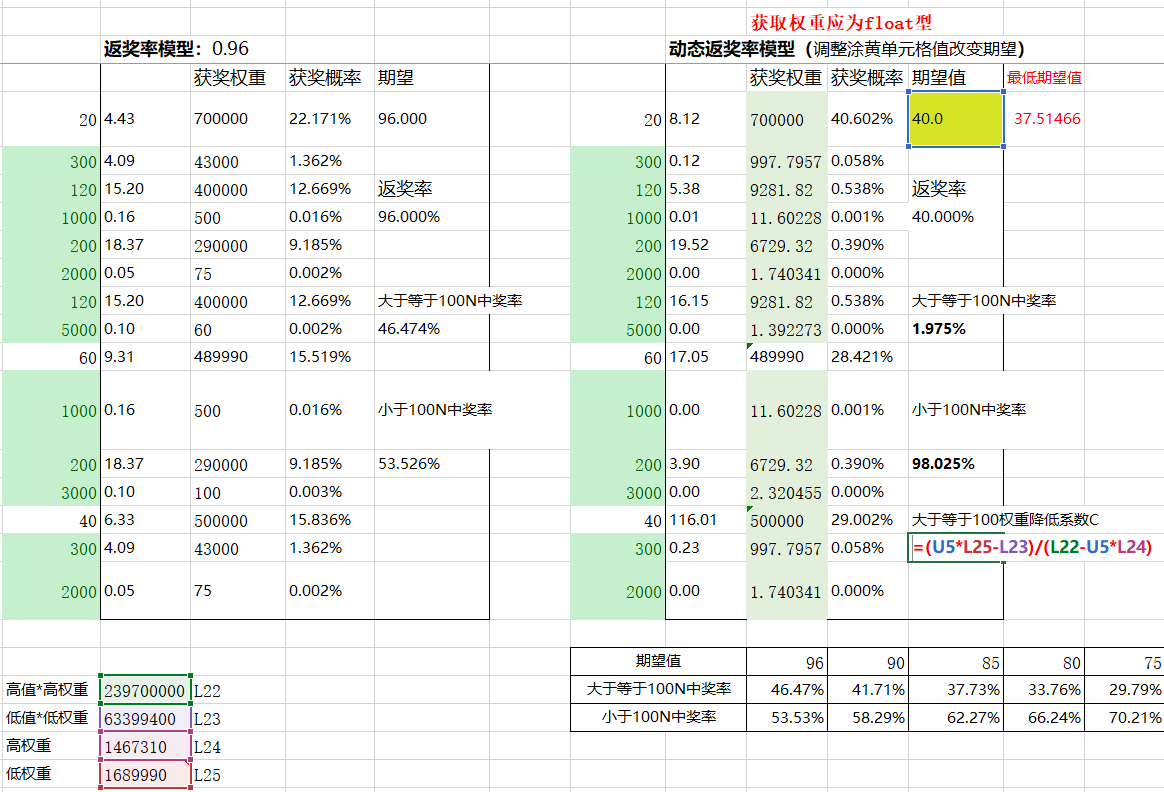 获取权重应为float型
返奖率模型：0.96 动态返奖率模型（调整涂黄单元格值改变期望）
获奖权重 获奖概率 期望 获奖权重 获奖概率 期望值 最低期望值
20 4.43 700000 22.171% 96.000 20 8.12 700000 40.602% 40.0 37.51466
300 4.09 43000 1.362% 300 0.12 997.7957 0.058%
120 15.20 400000 12.669% 返奖率 120 5.38 9281.82 0.538% 返奖率
1000 0.16 500 0.016% 96.000% 1000 0.01 11.60228 0.001% 40.000%
200 18.37 290000 9.185% 200 19.52 6729.32 0.390%
2000 0.05 75 0.002% 2000 0.00 1.740341 0.000%
120 15.20 400000 12.669% 大于等于100N中奖率 120 16.15 9281.82 0.538% 大于等于100N中奖率
5000 0.10 60 0.002% 46.474% 5000 0.00 1.392273 0.000% 1.975%
60 9.31 489990 15.519% 60 17.05 489990 28.421%
1000 0.16 500 0.016% 小于100N中奖率 1000 0.00 11.60228 0.001% 小于100N中奖率
200 18.37 290000 9.185% 53.526% 200 3.90 6729.32 0.390% 98.025%
3000 0.10 100 0.003% 3000 0.00 2.320455 0.000%
40 6.33 500000 15.836% 40 116.01 500000 29.002% 大于等于100权重降低系数C
300 4.09 43000 1.362% 300 0.23 997.7957 0.058% =(U5*L25-L23)/(L22-U5*L24)
2000 0.05 75 0.002% 2000 0.00 1.740341 0.000%
期望值 96 90 85 80 75
高值*高权重 239700000 L22 大于等于100N中奖率 46.47% 41.71% 37.73% 33.76% 29.79%
低值*低权重 63399400 L23 小于100N中奖率 53.53% 58.29% 62.27% 66.24% 70.21%
高权重 1467310 L24
低权重 1689990 L25